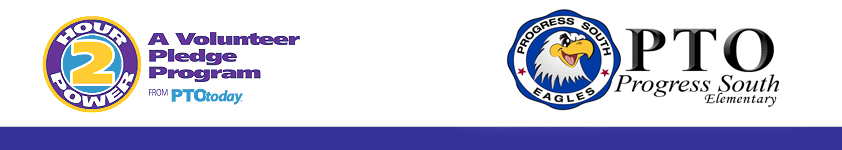 HOUR
2
POWER
A Volunteer
Pledge
Program
FROM PTOtoday
PROGRESS SOUTH
EAGLES
PTO
Progress South
Elementary